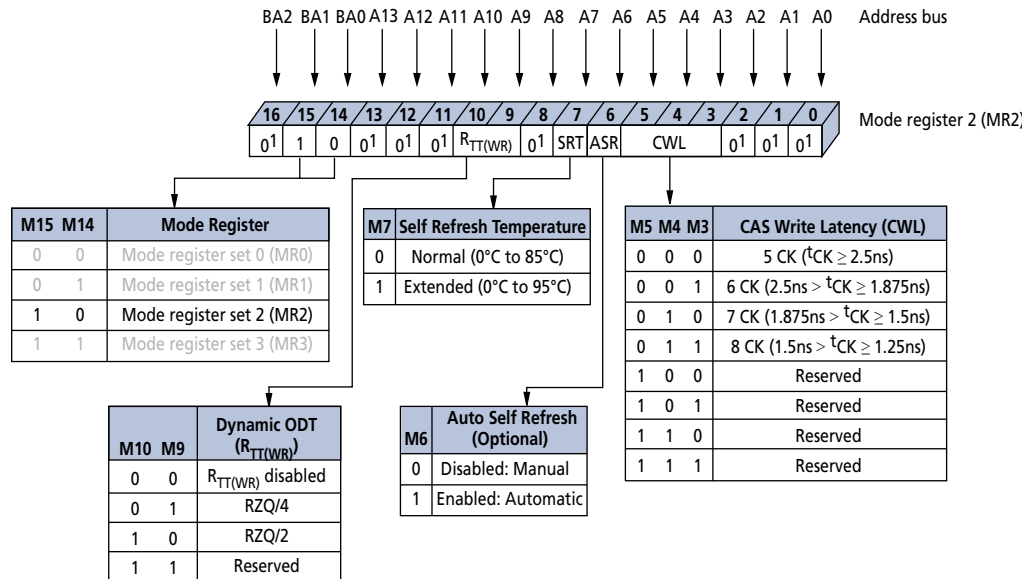 BA2 BA1 BA0 A13 A12 A11 A10 A9 A8 A7 A6 A5 A4 A3 A2 A1 A0 Address bus
16 15 14 13 12 11 10 9 8 7 6 5 4 3 2 1 0 Mode register 2 (MR2)
0¹ 1 0 0¹ 0¹ 0¹ RTT(WR) 0¹ SRT ASR CWL 0¹ 0¹ 0¹
M15 M14 Mode Register
0 0 Mode register set 0 (MR0)
0 1 Mode register set 1 (MR1)
1 0 Mode register set 2 (MR2)
1 1 Mode register set 3 (MR3)
M7 Self Refresh Temperature
0 Normal (0°C to 85°C)
1 Extended (0°C to 95°C)
M5 M4 M3 CAS Write Latency (CWL)
0 0 0 5 CK (tCK ≥ 2.5ns)
0 0 1 6 CK (2.5ns > tCK ≥ 1.875ns)
0 1 0 7 CK (1.875ns > tCK ≥ 1.5ns)
0 1 1 8 CK (1.5ns > tCK ≥ 1.25ns)
1 0 0 Reserved
1 0 1 Reserved
1 1 0 Reserved
1 1 1 Reserved
M10 M9 Dynamic ODT
(RTT(WR))
0 0 RTT(WR) disabled
0 1 RZQ/4
1 0 RZQ/2
1 1 Reserved
M6 Auto Self Refresh
(Optional)
0 Disabled: Manual
1 Enabled: Automatic